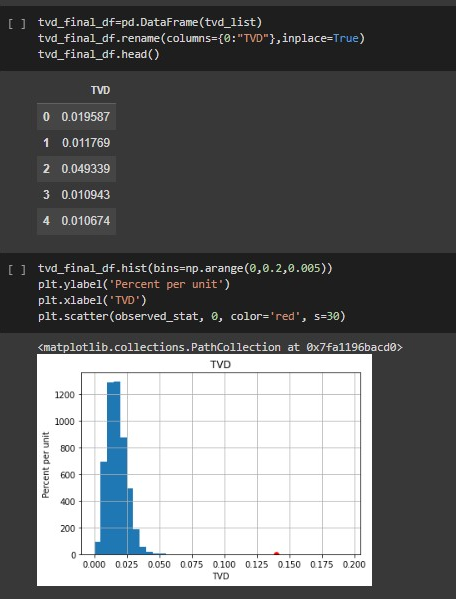 [ ] tvd_final_df=pd.DataFrame(tvd_list)
tvd_final_df.rename(columns={0:"TVD"},inplace=True)
tvd_final_df.head()
TVD
0 0.019587
1 0.011769
2 0.049339
3 0.010943
4 0.010674
[ ] tvd_final_df.hist(bins=np.arange(0,0.2,0.005))
plt.ylabel('Percent per unit')
plt.xlabel('TVD')
plt.scatter(observed_stat, 0, color='red', s=30)
<matplotlib.collections.PathCollection at 0x7fa1196bacd0>
TVD
1200
1000
800
600
400
200
0
Percent per unit
0.000 0.025 0.050 0.075 0.100 0.125 0.150 0.175 0.200
TVD